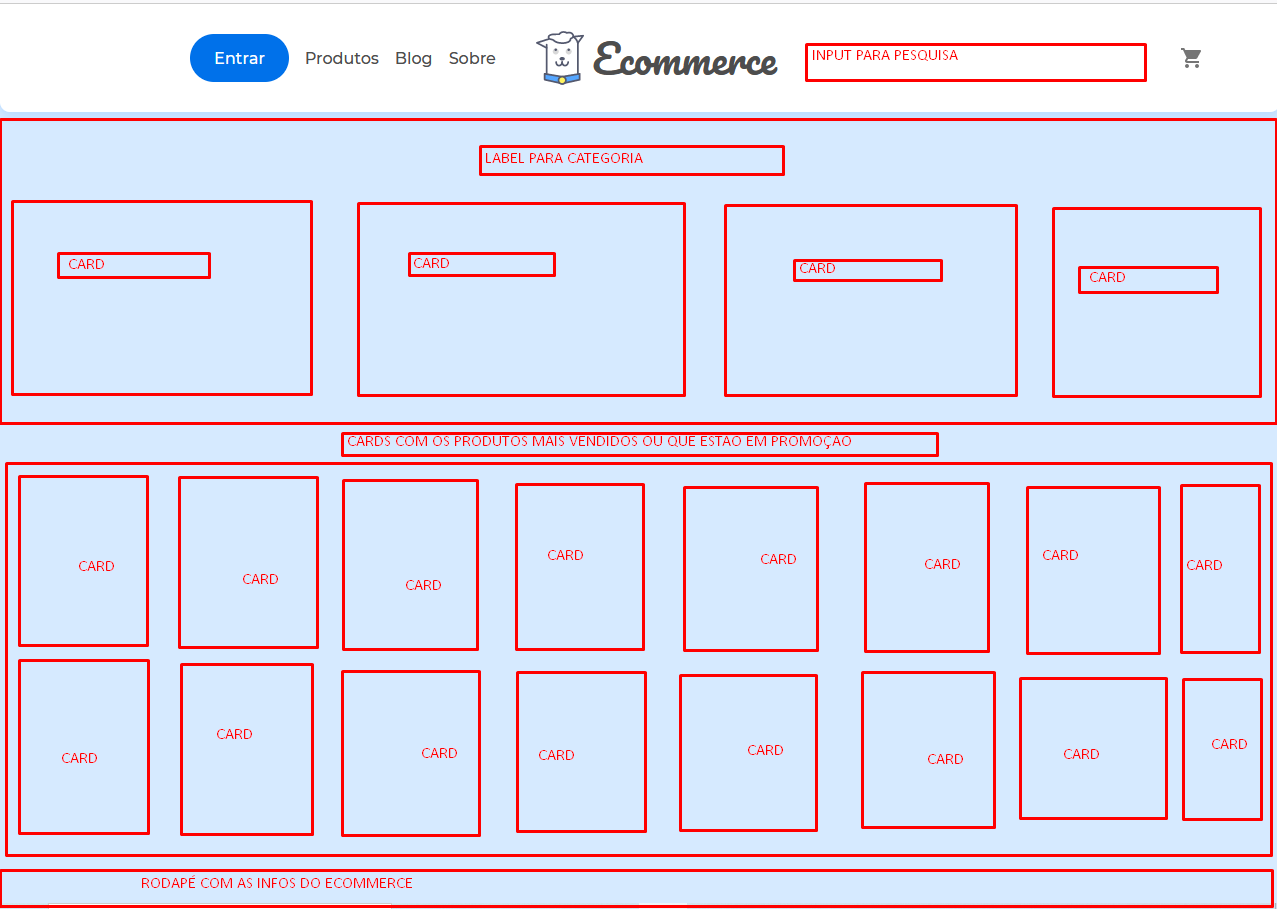 Entrar Produtos Blog Sobre Ecommerce INPUT PARA PESQUISA
LABEL PARA CATEGORIA
CARD CARD CARD CARD
CARDS COM OS PRODUTOS MAIS VENDIDOS OU QUE ESTAO EM PROMOÇAO
CARD CARD CARD CARD CARD CARD CARD CARD
CARD CARD CARD CARD CARD CARD CARD CARD
RODAPÉ COM AS INFOS DO ECOMMERCE